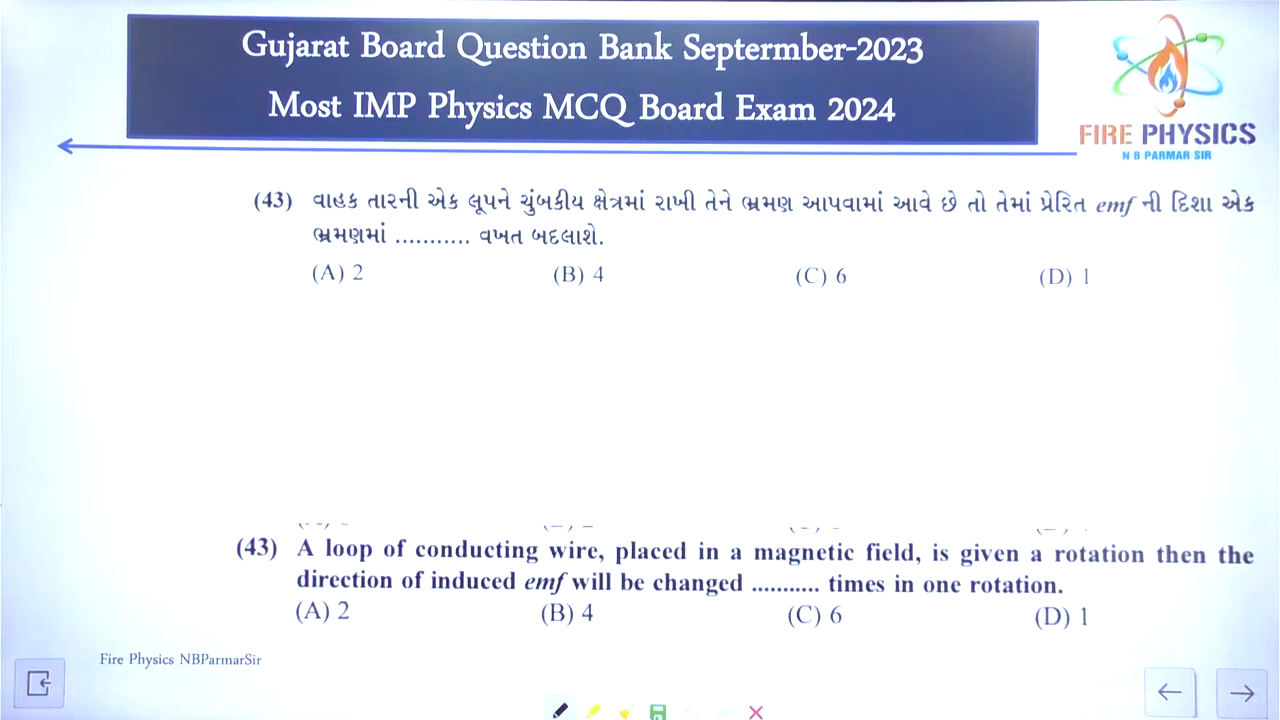 Gujarat Board Question Bank Septermber-2023
Most IMP Physics MCQ Board Exam 2024
FIRE PHYSICS
N B PARMAR SIR
(43) વાહક તારની એક લૂપને ચુંબકીય ક્ષેત્રમાં રાખી તેને ભ્રમણ આપવામાં આવે છે તો તેમાં પ્રેરિત emf ની દિશા એક
ભ્રમણમાં ........... વખત બદલાશે.
(A) 2 (B) 4 (C) 6 (D) 1
(43) A loop of conducting wire, placed in a magnetic field, is given a rotation then the
direction of induced emf will be changed ........... times in one rotation.
(A) 2 (B) 4 (C) 6 (D) 1
Fire Physics NBParmarSir